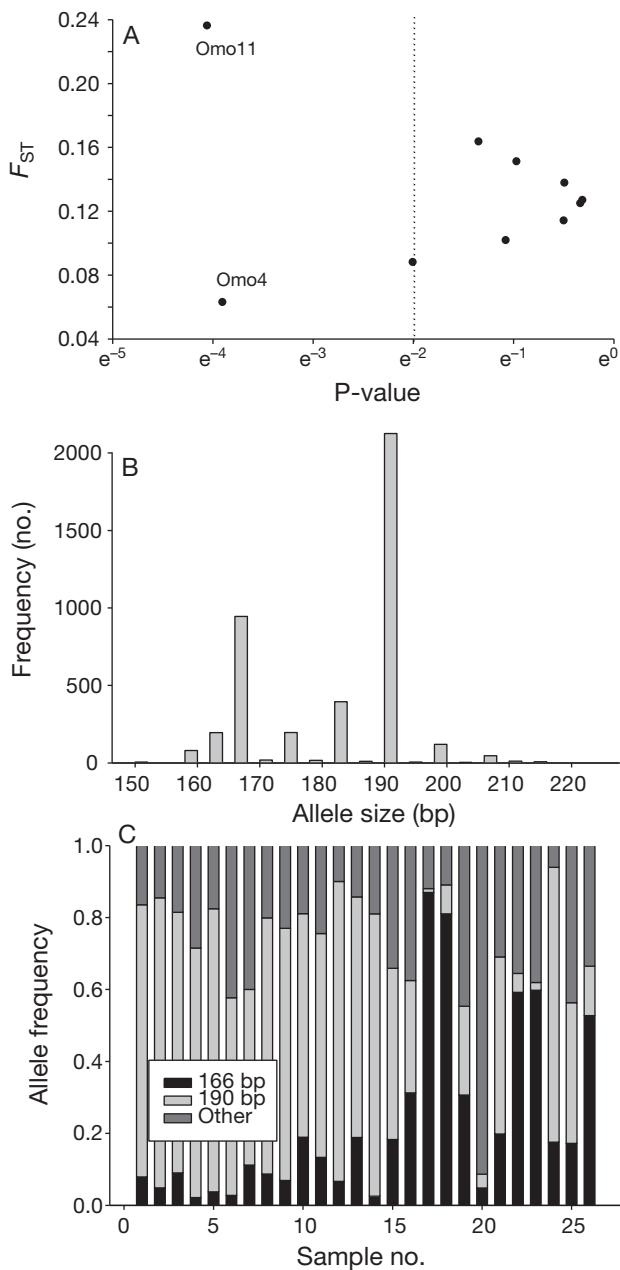 0.24
A
Omo11
0.20
0.16
F_ST
0.12
0.08
Omo4
0.04
e⁻⁵ e⁻⁴ e⁻³ e⁻² e⁻¹ e⁰
P-value
B
2000
1500
Frequency (no.)
1000
500
0
150 160 170 180 190 200 210 220
Allele size (bp)
C
1.0
0.8
0.6
Allele frequency
0.4
166 bp
190 bp
Other
0.2
0.0
0 5 10 15 20 25
Sample no.